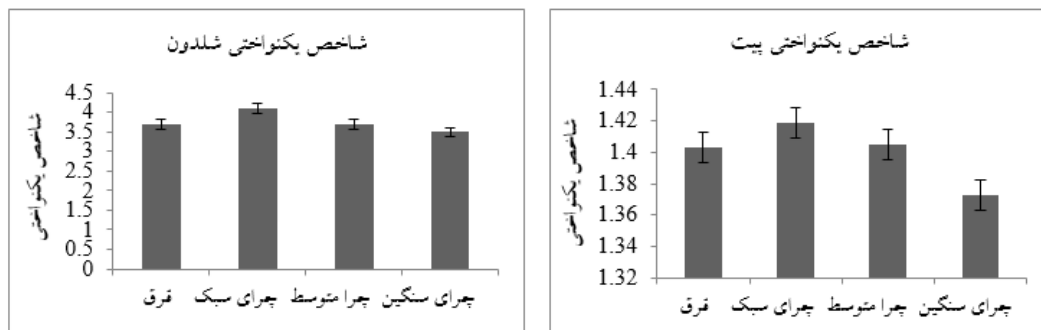 شاخص یکنواختی شلدون
شاخص یکنواختی
4.5
4
3.5
3
2.5
2
1.5
1
0.5
0
قرق
چرای سبک
چرا متوسط
چرای سنگین
شاخص یکنواختی پیت
شاخص یکنواختی
1.44
1.42
1.4
1.38
1.36
1.34
1.32
قرق
چرای سبک
چرا متوسط
چرای سنگین